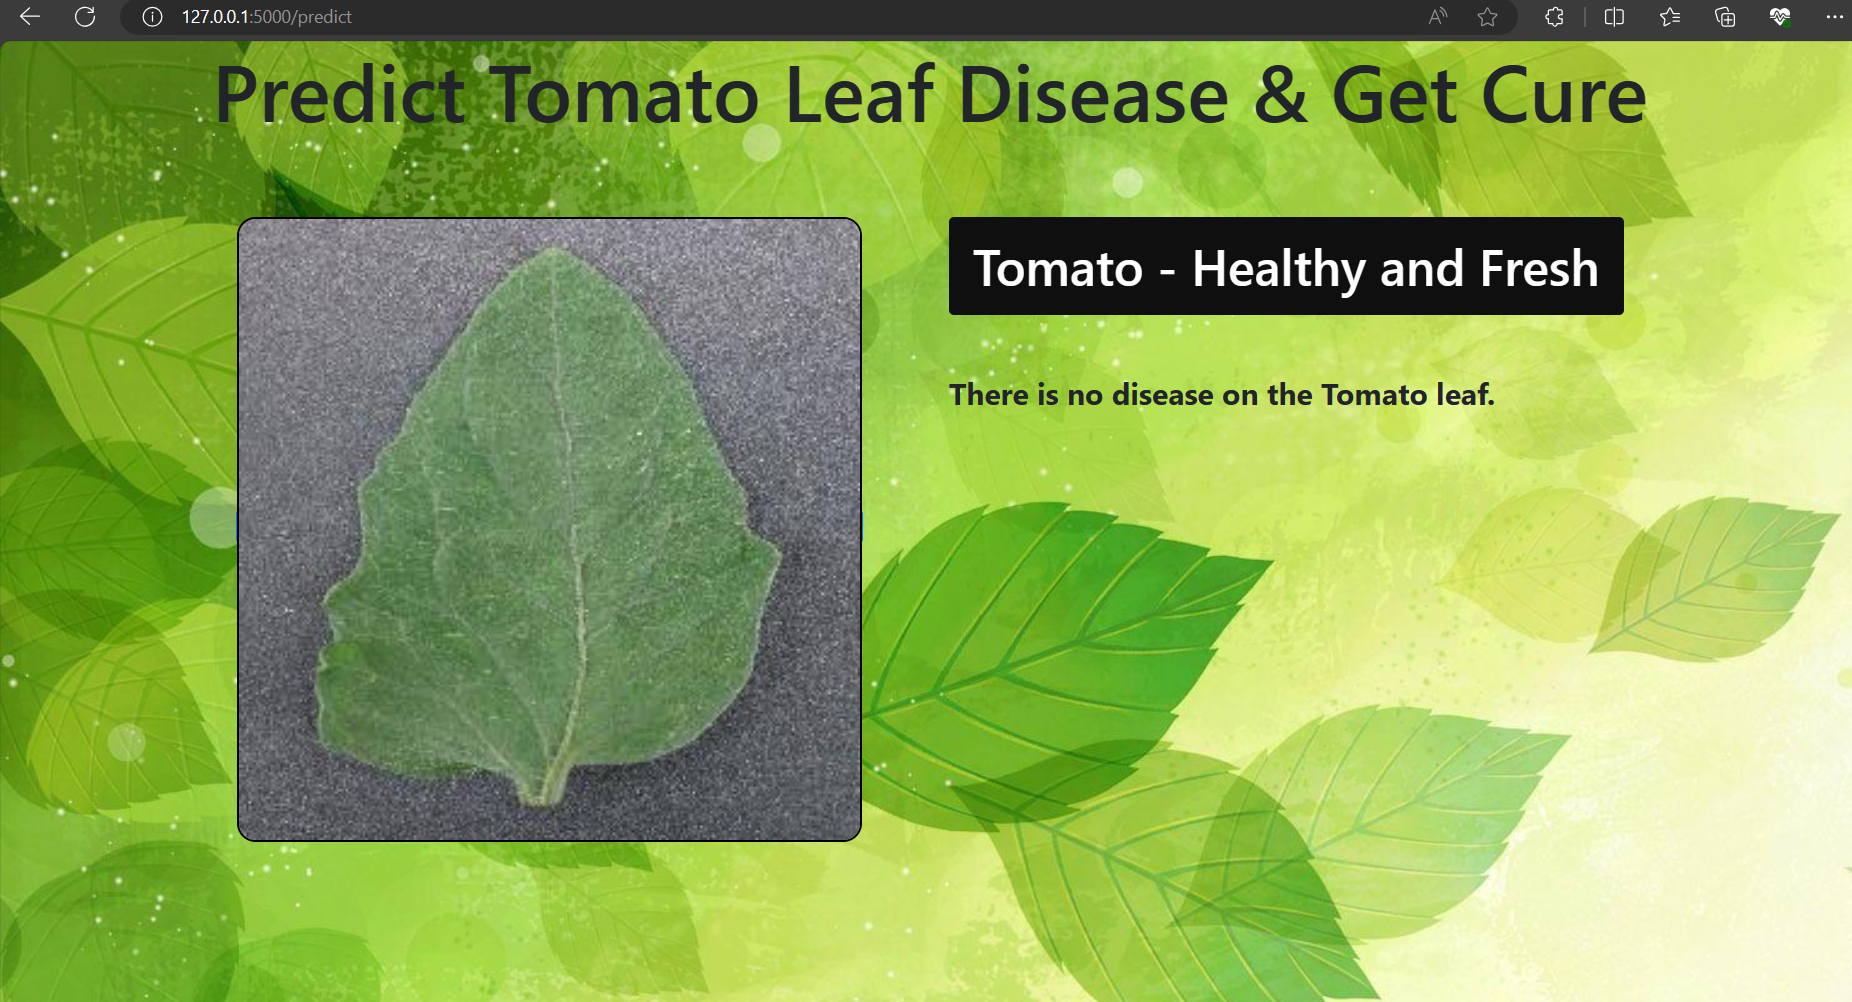 127.0.0.1:5000/predict
Predict Tomato Leaf Disease & Get Cure
Tomato - Healthy and Fresh
There is no disease on the Tomato leaf.